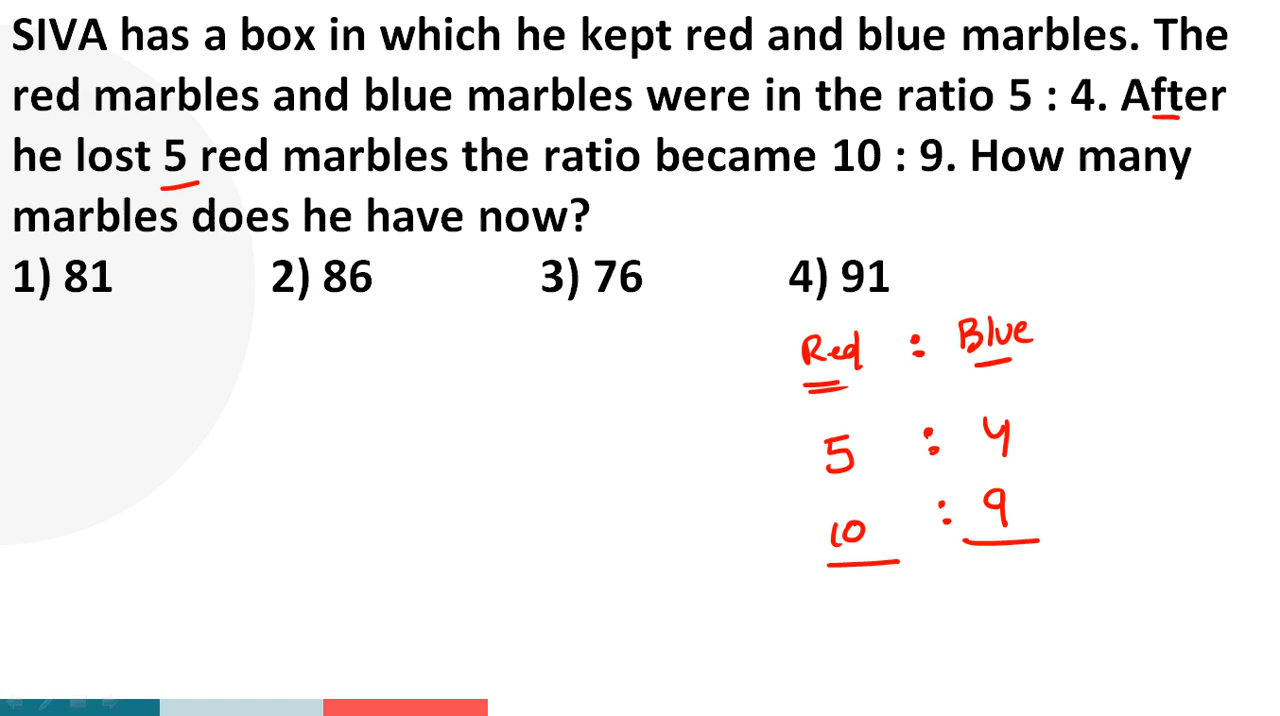 SIVA has a box in which he kept red and blue marbles. The
red marbles and blue marbles were in the ratio 5 : 4. After
he lost 5 red marbles the ratio became 10 : 9. How many
marbles does he have now?
1) 81 2) 86 3) 76 4) 91
Red : Blue
5 : 4
10 : 9